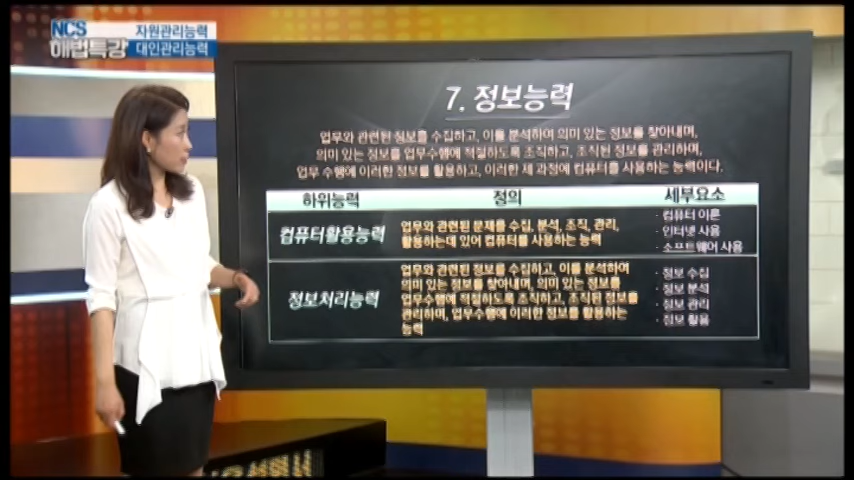 NCS
해법특강
자원관리능력
대인관리능력
7. 정보능력
업무와 관련된 정보를 수집하고, 이를 분석하여 의미 있는 정보를 찾아내며,
의미 있는 정보를 업무수행에 적절하도록 조직하고, 조직된 정보를 관리하며,
업무 수행에 이러한 정보를 활용하고, 이러한 제 과정에 컴퓨터를 사용하는 능력이다.
하위능력 정의 세부요소
컴퓨터활용능력
업무와 관련된 문제를 수집, 분석, 조직, 관리,
활용하는데 있어 컴퓨터를 사용하는 능력
· 컴퓨터 이론
· 인터넷 사용
· 소프트웨어 사용
정보처리능력
업무와 관련된 정보를 수집하고, 이를 분석하여
의미 있는 정보를 찾아내며, 의미 있는 정보를
업무수행에 적절하도록 조직하고, 조직된 정보를
관리하며, 업무수행에 이러한 정보를 활용하는
능력
· 정보 수집
· 정보 분석
· 정보 관리
· 정보 활용